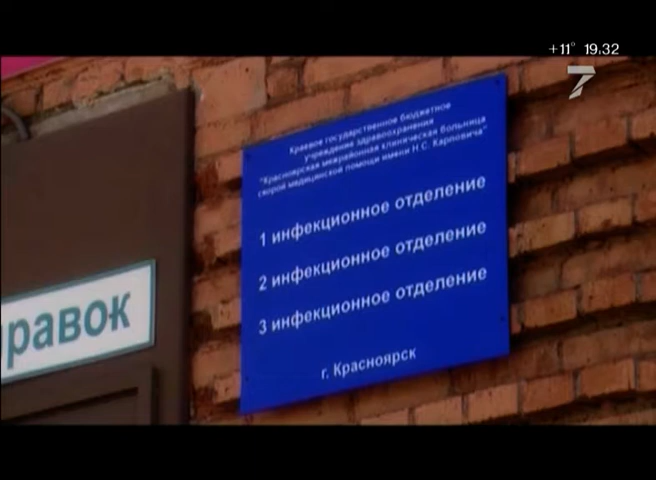 +11° 19:32
7
Краевое государственное бюджетное
учреждение здравоохранения
"Красноярская межрайонная клиническая больница
скорой медицинской помощи имени Н.С. Карповича"
1 инфекционное отделение
2 инфекционное отделение
3 инфекционное отделение
г. Красноярск
равок